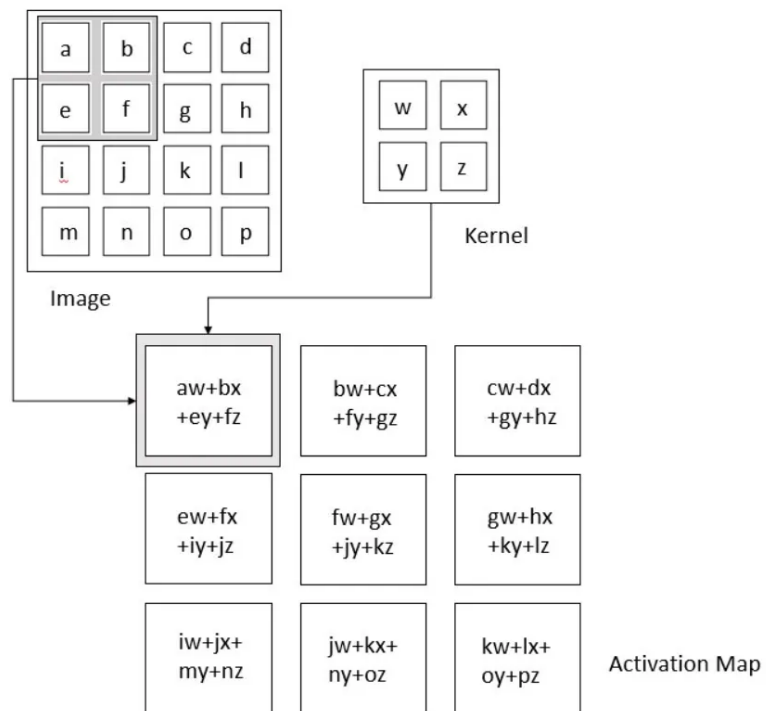 a b c d
e f g h
i j k l
m n o p
Image
w x
y z
Kernel
aw+bx
+ey+fz
bw+cx
+fy+gz
cw+dx
+gy+hz
ew+fx
+iy+jz
fw+gx
+jy+kz
gw+hx
+ky+lz
iw+jx+
my+nz
jw+kx+
ny+oz
kw+lx+
oy+pz
Activation Map